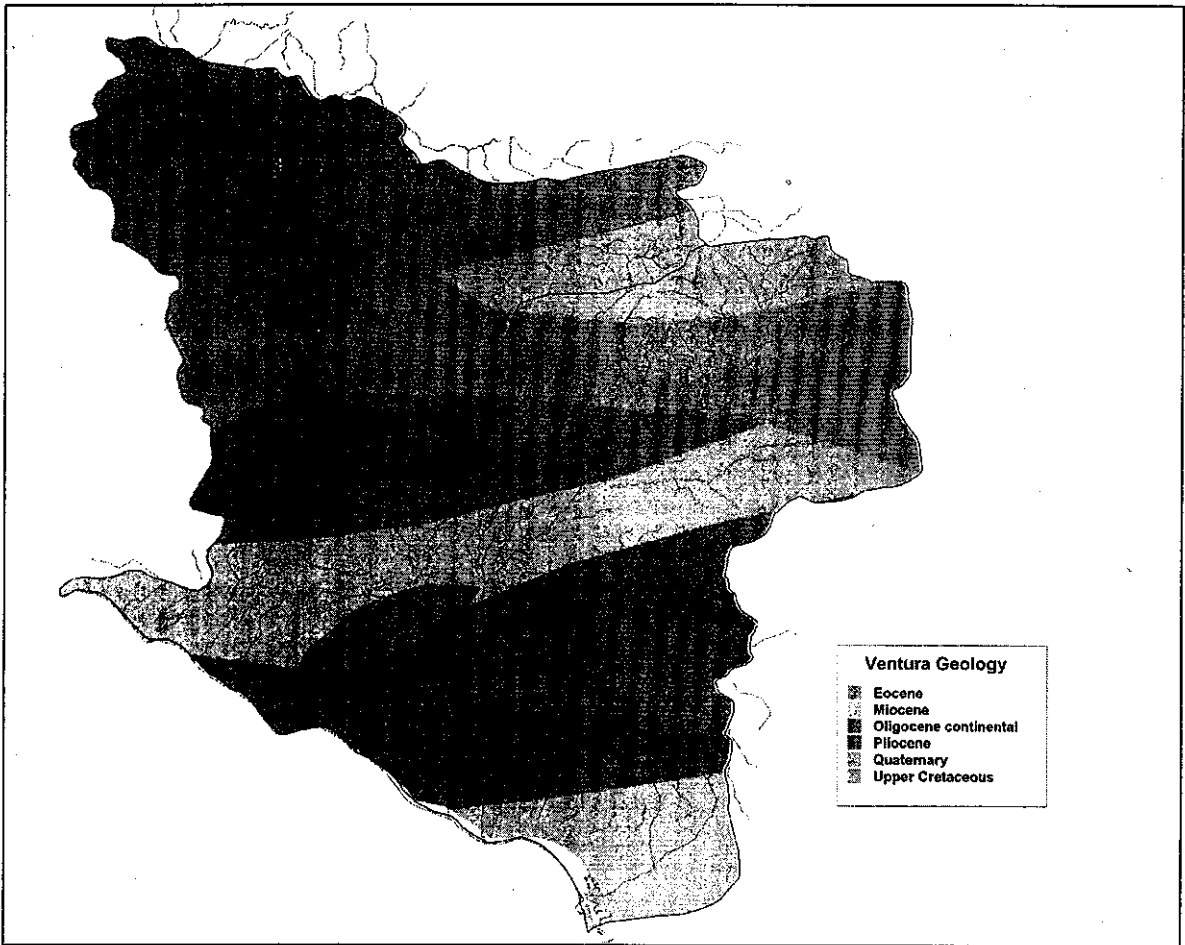 Ventura Geology
Eocene
Miocene
Oligocene continental
Pliocene
Quaternary
Upper Cretaceous